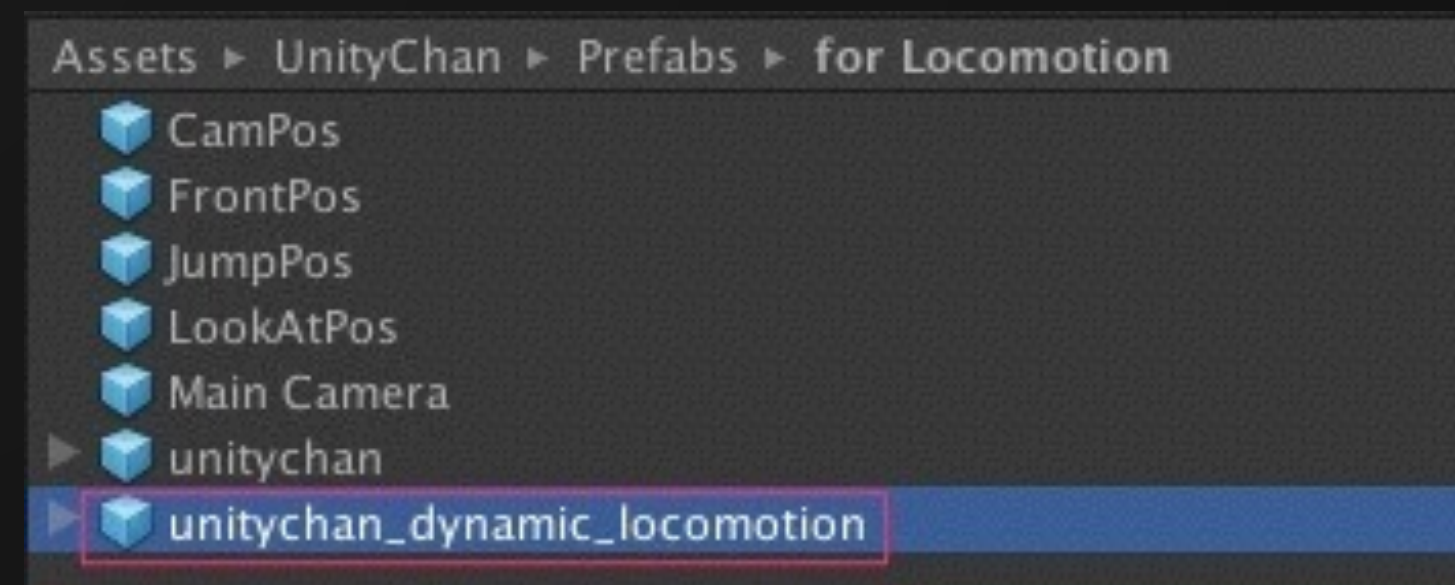 Assets ▸ UnityChan ▸ Prefabs ▸ for Locomotion
CamPos
FrontPos
JumpPos
LookAtPos
Main Camera
unitychan
unitychan_dynamic_locomotion